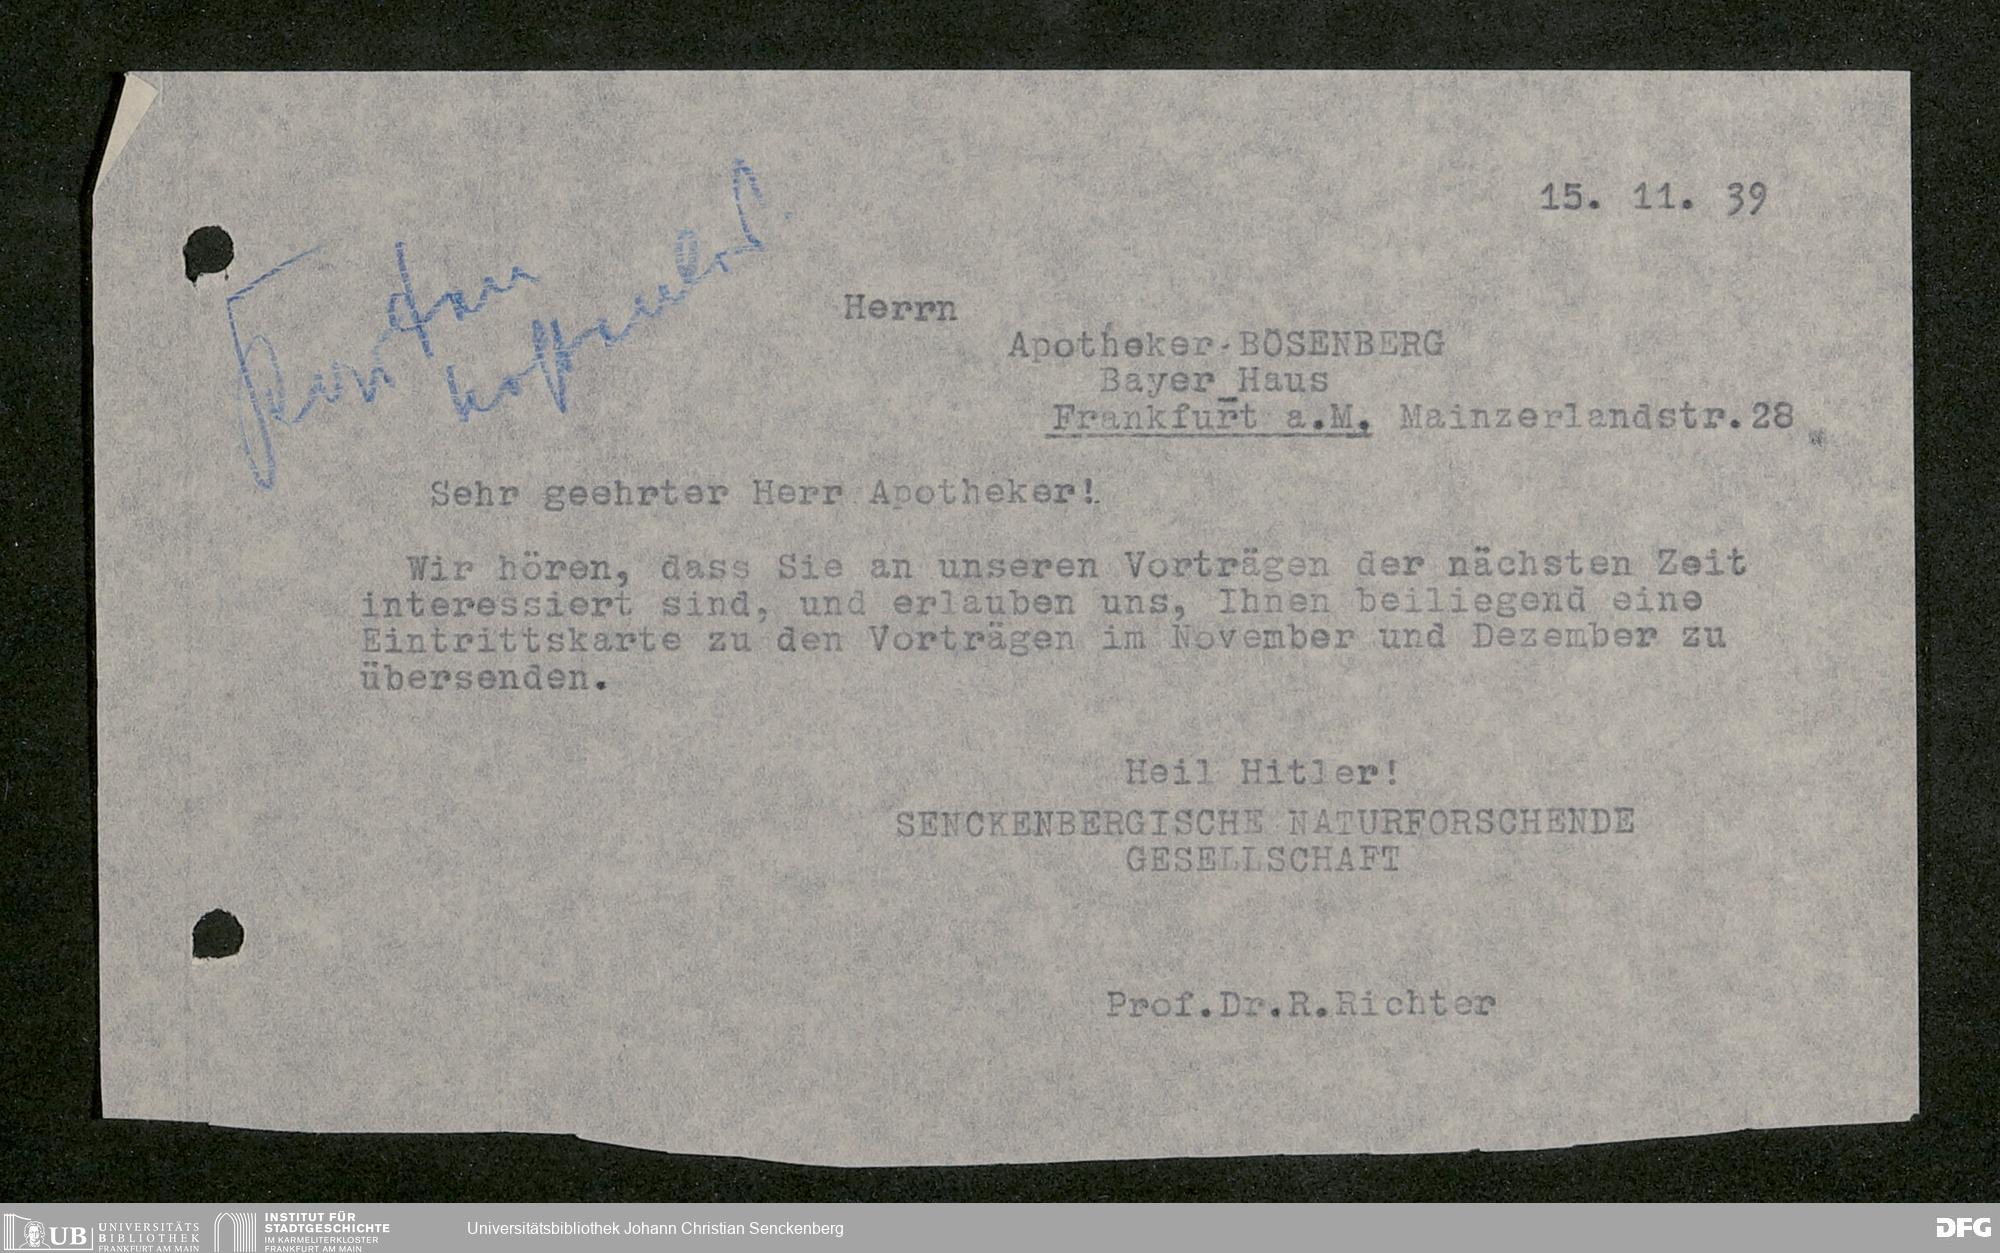 15. 11. 39
Herrn
Apotheker-BÖSENBERG
Bayer-Haus
Frankfurt a.M. Mainzerlandstr.28
Sehr geehrter Herr Apotheker!
Wir hören, dass Sie an unseren Vorträgen der nächsten Zeit
interessiert sind, und erlauben uns, Ihnen beiliegend eine
Eintrittskarte zu den Vorträgen im November und Dezember zu
übersenden.
Heil Hitler!
SENCKENBERGISCHE NATURFORSCHENDE
GESELLSCHAFT
Prof.Dr.R.Richter
UB UNIVERSITÄTS
BIBLIOTHEK
FRANKFURT AM MAIN
INSTITUT FÜR
STADTGESCHICHTE
IM KARMELITERKLOSTER
FRANKFURT AM MAIN
Universitätsbibliothek Johann Christian Senckenberg
DFG